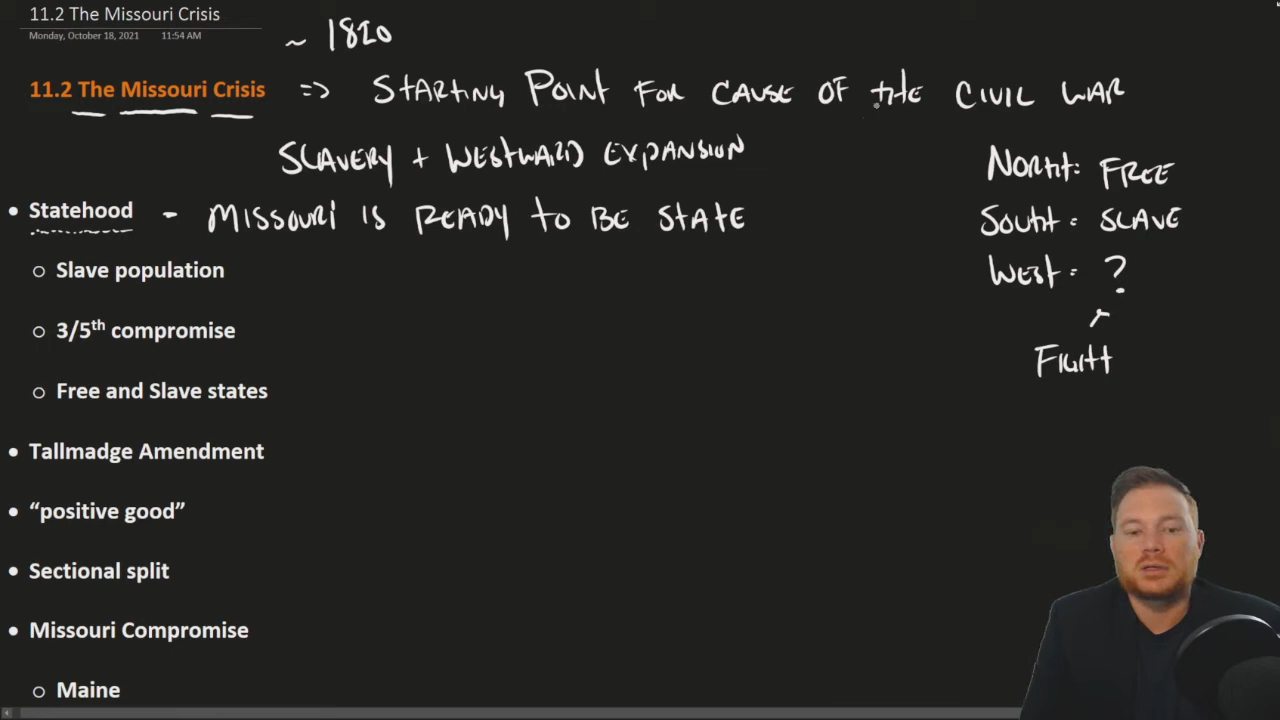 11.2 The Missouri Crisis
Monday, October 18, 2021 11:54 AM
~ 1820
11.2 The Missouri Crisis => STARTING POINT FOR CAUSE OF THE CIVIL WAR
SLAVERY + WESTWARD EXPANSION
NORTH: FREE
• Statehood - MISSOURI IS READY TO BE STATE
SOUTH: SLAVE
○ Slave population
WEST: ?
○ 3/5th compromise
FIGHT
○ Free and Slave states
• Tallmadge Amendment
• “positive good”
• Sectional split
• Missouri Compromise
○ Maine